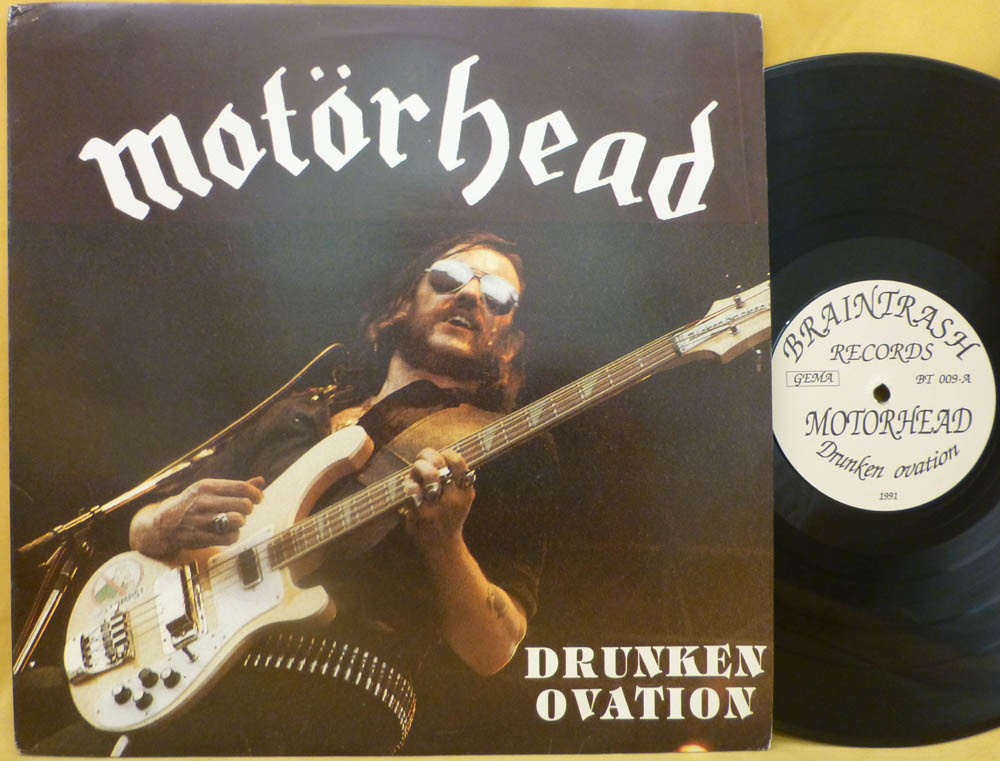 motörhead
DRUNKEN
OVATION
BRAINTRASH
RECORDS
GEMA
BT 009-A
MOTORHEAD
Drunken ovation
1991